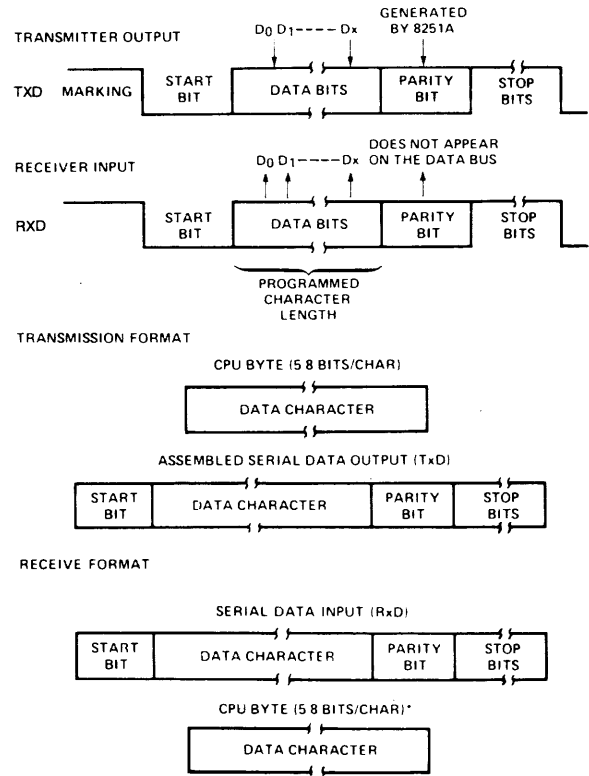 GENERATED
TRANSMITTER OUTPUT D0 D1----Dx BY 8251A
TXD MARKING START BIT DATA BITS PARITY BIT STOP BITS
DOES NOT APPEAR
RECEIVER INPUT D0 D1----Dx ON THE DATA BUS
RXD START BIT DATA BITS PARITY BIT STOP BITS
PROGRAMMED
CHARACTER
LENGTH
TRANSMISSION FORMAT
CPU BYTE (5 8 BITS/CHAR)
DATA CHARACTER
ASSEMBLED SERIAL DATA OUTPUT (TxD)
START BIT DATA CHARACTER PARITY BIT STOP BITS
RECEIVE FORMAT
SERIAL DATA INPUT (RxD)
START BIT DATA CHARACTER PARITY BIT STOP BITS
CPU BYTE (5 8 BITS/CHAR)*
DATA CHARACTER